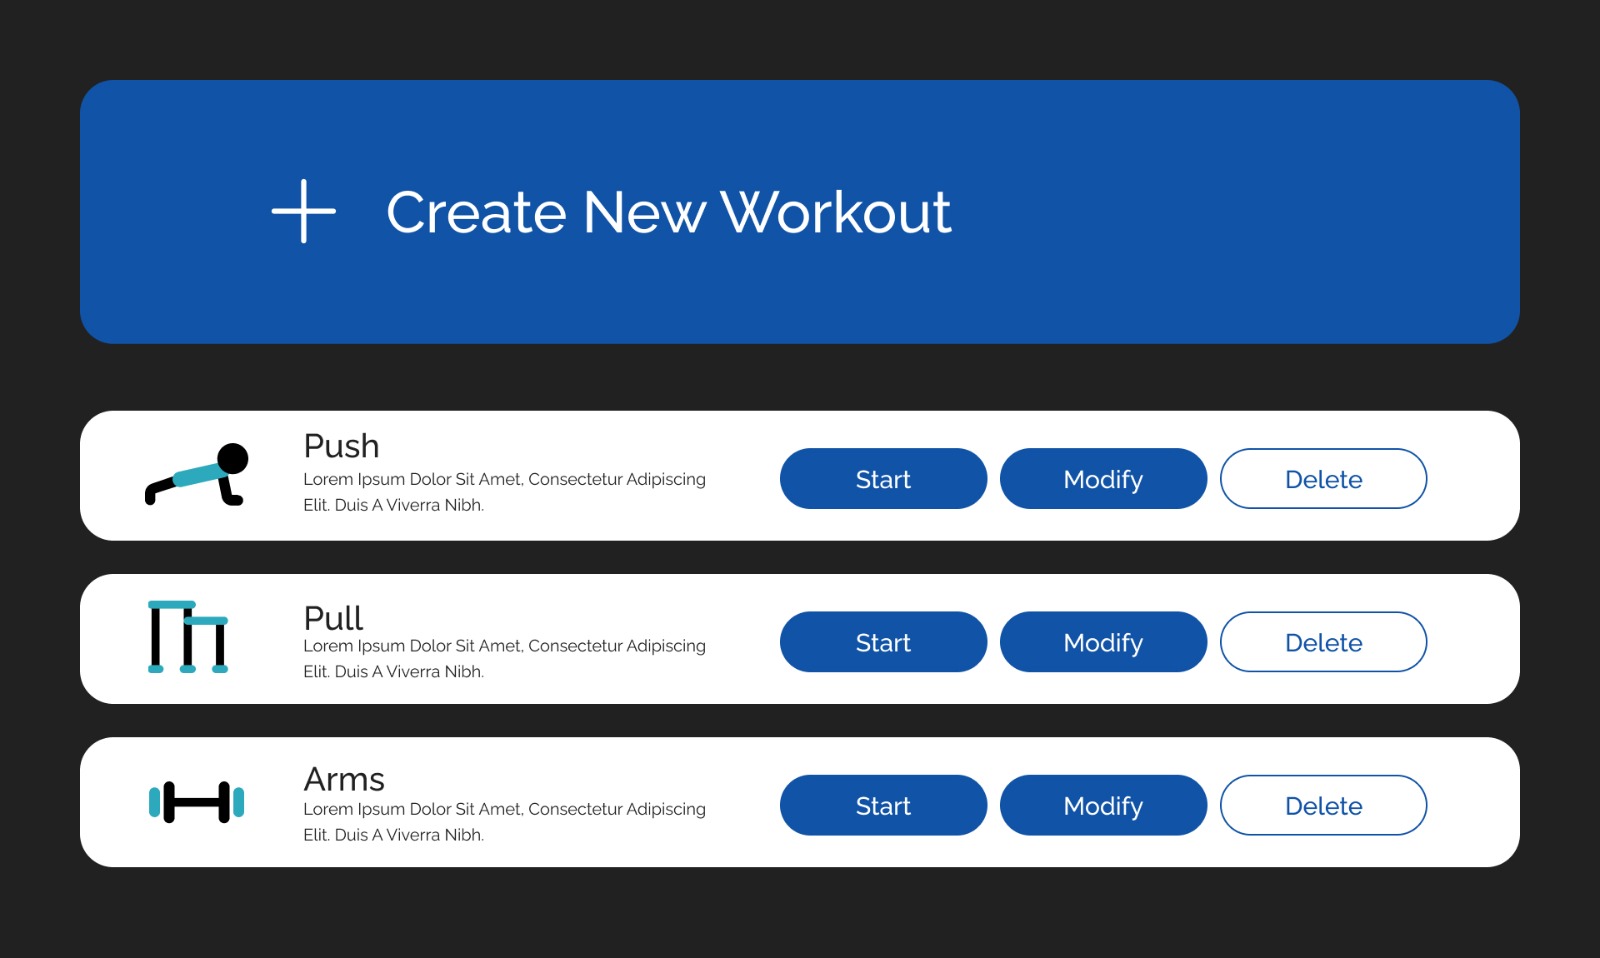 Create New Workout
Push
Lorem Ipsum Dolor Sit Amet, Consectetur Adipiscing
Elit. Duis A Viverra Nibh.
Start
Modify
Delete
Pull
Lorem Ipsum Dolor Sit Amet, Consectetur Adipiscing
Elit. Duis A Viverra Nibh.
Start
Modify
Delete
Arms
Lorem Ipsum Dolor Sit Amet, Consectetur Adipiscing
Elit. Duis A Viverra Nibh.
Start
Modify
Delete